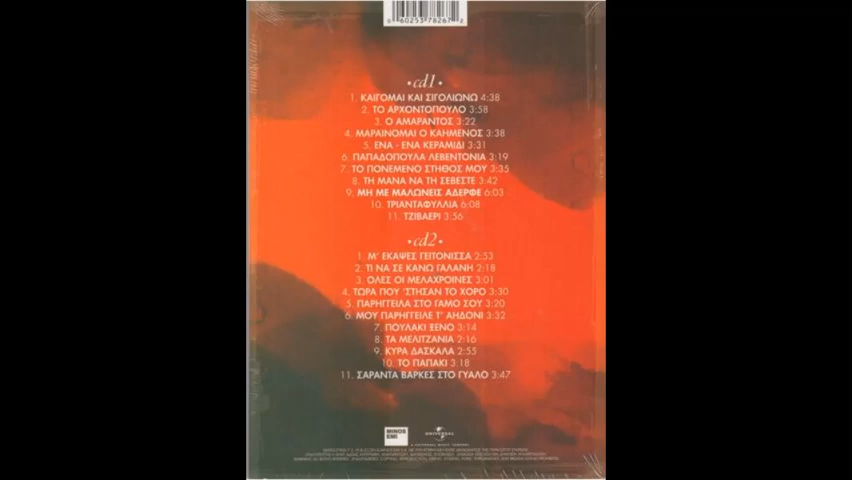 0 60253 78267 2
• cd1 •
1. ΚΑΙΓΟΜΑΙ ΚΑΙ ΣΙΓΟΛΙΩΝΩ 4:38
2. ΤΟ ΑΡΧΟΝΤΟΠΟΥΛΟ 3:58
3. Ο ΑΜΑΡΑΝΤΟΣ 3:22
4. ΜΑΡΑΙΝΟΜΑΙ Ο ΚΑΗΜΕΝΟΣ 3:38
5. ΕΝΑ - ΕΝΑ ΚΕΡΑΜΙΔΙ 3:31
6. ΠΑΠΑΔΟΠΟΥΛΑ ΛΕΒΕΝΤΟΝΙΑ 3:19
7. ΤΟ ΠΟΝΕΜΕΝΟ ΣΤΗΘΟΣ ΜΟΥ 3:35
8. ΤΗ ΜΑΝΑ ΝΑ ΤΗ ΣΕΒΕΣΤΕ 3:42
9. ΜΗ ΜΕ ΜΑΛΩΝΕΙΣ ΑΔΕΡΦΕ 6:03
10. ΤΡΙΑΝΤΑΦΥΛΛΙΑ 6:08
11. ΤΖΙΒΑΕΡΙ 3:56
• cd2 •
1. Μ' ΕΚΑΨΕΣ ΓΕΙΤΟΝΙΣΣΑ 2:53
2. ΤΙ ΝΑ ΣΕ ΚΑΝΩ ΓΑΛΑΝΗ 2:18
3. ΟΛΕΣ ΟΙ ΜΕΛΑΧΡΟΙΝΕΣ 3:01
4. ΤΩΡΑ ΠΟΥ 'ΣΤΗΣΑΝ ΤΟ ΧΟΡΟ 3:30
5. ΠΑΡΗΓΓΕΙΛΑ ΣΤΟ ΓΑΜΟ ΣΟΥ 3:20
6. ΜΟΥ ΠΑΡΗΓΓΕΙΛΕ Τ' ΑΗΔΟΝΙ 3:32
7. ΠΟΥΛΑΚΙ ΞΕΝΟ 3:14
8. ΤΑ ΜΕΛΙΤΖΑΝΙΑ 2:16
9. ΚΥΡΑ ΔΑΣΚΑΛΑ 2:55
10. ΤΟ ΠΑΠΑΚΙ 3:18
11. ΣΑΡΑΝΤΑ ΒΑΡΚΕΣ ΣΤΟ ΓΥΑΛΟ 3:47
MINOS
EMI
UNIVERSAL